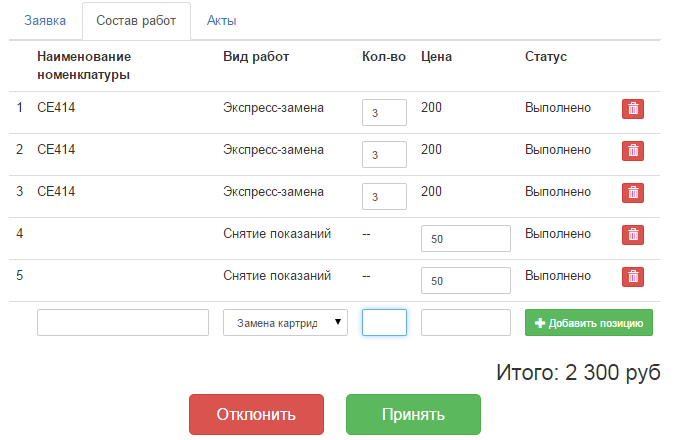 Заявка Состав работ Акты
Наименование номенклатуры Вид работ Кол-во Цена Статус
1 CE414 Экспресс-замена 3 200 Выполнено
2 CE414 Экспресс-замена 3 200 Выполнено
3 CE414 Экспресс-замена 3 200 Выполнено
4 Снятие показаний -- 50 Выполнено
5 Снятие показаний -- 50 Выполнено
Замена картрид Добавить позицию
Итого: 2 300 руб
Отклонить Принять